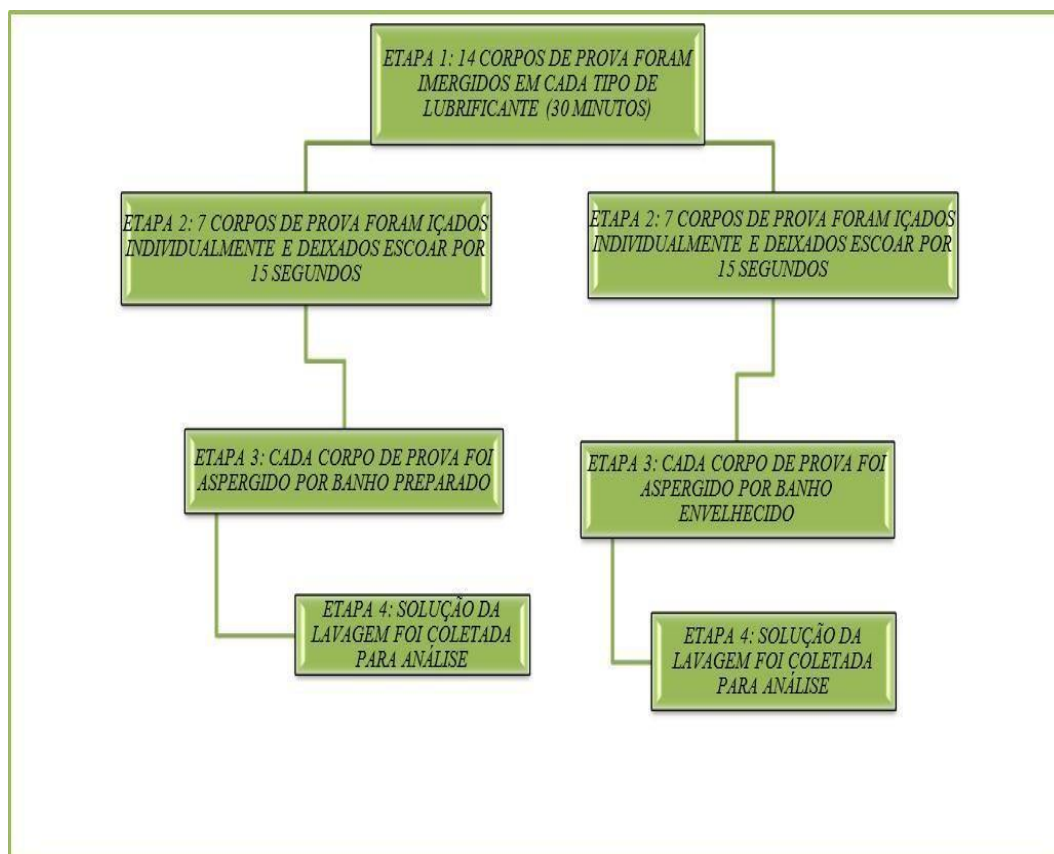 ETAPA 1: 14 CORPOS DE PROVA FORAM
IMERGIDOS EM CADA TIPO DE
LUBRIFICANTE (30 MINUTOS)
ETAPA 2: 7 CORPOS DE PROVA FORAM IÇADOS
INDIVIDUALMENTE E DEIXADOS ESCOAR POR
15 SEGUNDOS
ETAPA 2: 7 CORPOS DE PROVA FORAM IÇADOS
INDIVIDUALMENTE E DEIXADOS ESCOAR POR
15 SEGUNDOS
ETAPA 3: CADA CORPO DE PROVA FOI
ASPERGIDO POR BANHO PREPARADO
ETAPA 3: CADA CORPO DE PROVA FOI
ASPERGIDO POR BANHO
ENVELHECIDO
ETAPA 4: SOLUÇÃO DA
LAVAGEM FOI COLETADA
PARA ANÁLISE
ETAPA 4: SOLUÇÃO DA
LAVAGEM FOI COLETADA
PARA ANÁLISE